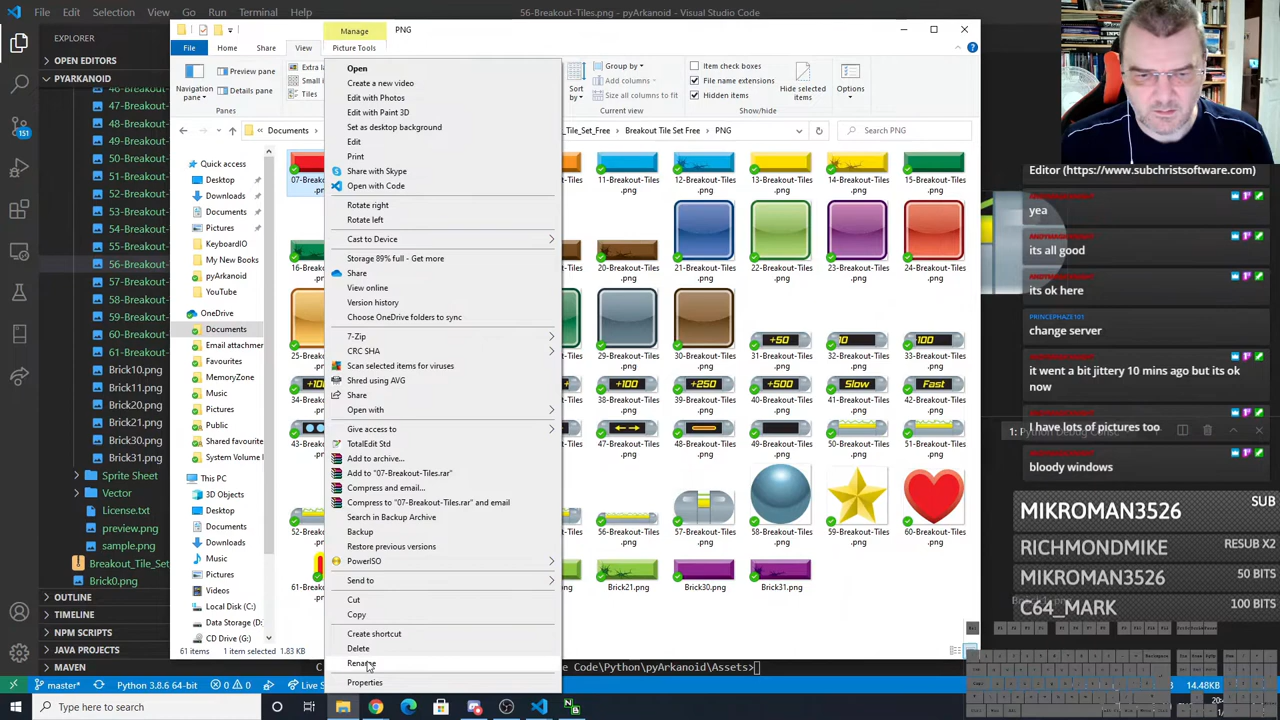 File Edit Selection View Go Run Terminal Help
56-Breakout-Tiles.png - pyArkanoid - Visual Studio Code
EXPLORER
OPEN EDITORS
PYARKANOID
47-Breakout-
48-Breakout-
49-Breakout-
50-Breakout-
51-Breakout-
53-Breakout-
54-Breakout-
55-Breakout-
56-Breakout-
57-Breakout-
58-Breakout-
59-Breakout-
60-Breakout-
61-Breakout-
Brick10.png
Brick11.png
Brick20.png
Brick21.png
Brick30.png
Brick31.png
Sprite Sheet
Vector
License.txt
preview.png
sample.png
Breakout_Tile_Set
Brick0.png
OUTLINE
TIMELINE
NPM SCRIPTS
JAVA PROJECTS
MAVEN
151
Manage
PNG
File
Home
Share
View
Picture Tools
Navigation
pane
Preview pane
Details pane
Panes
Extra la
Small i
Tiles
Sort
by
Group by
Add columns
Size all columns to fit
Current view
Item check boxes
File name extensions
Hidden items
Hide selected
items
Show/hide
Options
« Documents
_Tile_Set_Free > Breakout Tile Set Free > PNG
Search PNG
Quick access
Desktop
Downloads
Documents
Pictures
KeyboardIO
My New Books
pyArkanoid
YouTube
OneDrive
Documents
Email attachmer
Favourites
MemoryZone
Music
Pictures
Public
Shared favourite
System Volume I
This PC
3D Objects
Desktop
Documents
Downloads
Music
Pictures
Videos
Local Disk (C:)
Data Storage (D:
CD Drive (G:)
61 items
1 item selected 1.83 KB
Open
Create a new video
Edit with Photos
Edit with Paint 3D
Set as desktop background
Edit
Print
Share with Skype
Open with Code
Rotate right
Rotate left
Cast to Device
Storage 89% full - Get more
Share
View online
Version history
Choose OneDrive folders to sync
7-Zip
CRC SHA
Scan selected items for viruses
Shred using AVG
Share
Open with
Give access to
TotalEdit Std
Add to archive...
Add to "07-Breakout-Tiles.rar"
Compress and email...
Compress to "07-Breakout-Tiles.rar" and email
Search in Backup Archive
Backup
Restore previous versions
PowerISO
Send to
Cut
Copy
Create shortcut
Delete
Rename
Properties
07-Breakout-Tiles
.png
11-Breakout-Tiles
.png
12-Breakout-Tiles
.png
13-Breakout-Tiles
.png
14-Breakout-Tiles
.png
15-Breakout-Tiles
.png
16-Breakout-Tiles
.png
20-Breakout-Tiles
.png
21-Breakout-Tiles
.png
22-Breakout-Tiles
.png
23-Breakout-Tiles
.png
24-Breakout-Tiles
.png
25-Breakout-Tiles
.png
29-Breakout-Tiles
.png
30-Breakout-Tiles
.png
+50
31-Breakout-Tiles
.png
32-Breakout-Tiles
.png
33-Breakout-Tiles
.png
+100
38-Breakout-Tiles
.png
+250
39-Breakout-Tiles
.png
+500
40-Breakout-Tiles
.png
Slow
41-Breakout-Tiles
.png
Fast
42-Breakout-Tiles
.png
47-Breakout-Tiles
.png
48-Breakout-Tiles
.png
49-Breakout-Tiles
.png
50-Breakout-Tiles
.png
51-Breakout-Tiles
.png
56-Breakout-Tiles
.png
57-Breakout-Tiles
.png
58-Breakout-Tiles
.png
59-Breakout-Tiles
.png
60-Breakout-Tiles
.png
Brick21.png
Brick30.png
Brick31.png
Editor (https://www.subchristsoftware.com)
yea
its all good
its ok here
PRINCEPHAZE101
change server
it went a bit jittery 10 mins ago but its ok
now
I have lots of pictures too
bloody windows
MIKROMAN3526 SUB
RICHMONDMIKE RESUB X2
MIKROMAN3526 50 BITS
C64_MARK 100 BITS
Code\Python\pyArkanoid\Assets>
master*
Python 3.8.6 64-bit
0 0
14.48KB
Type here to search